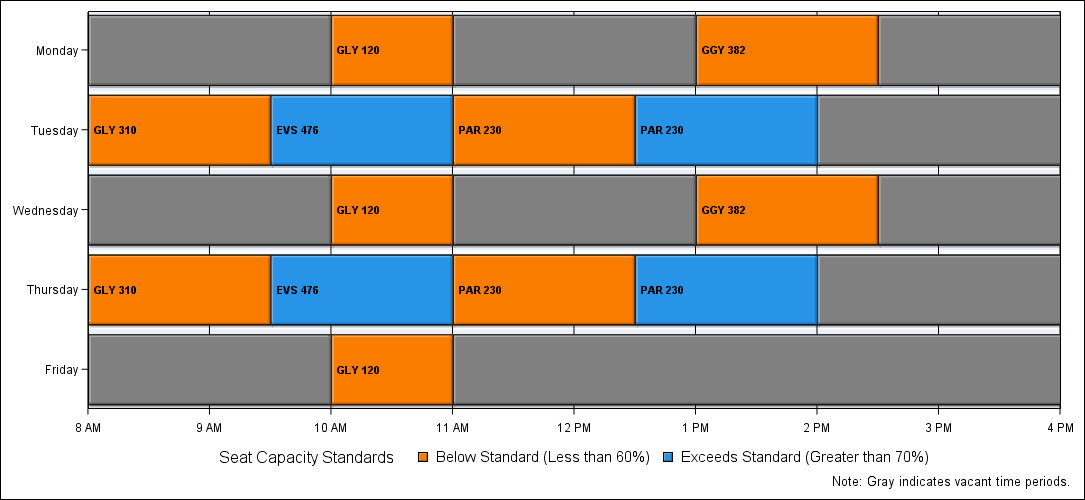 Monday
GLY 120
GGY 382
Tuesday
GLY 310
EVS 476
PAR 230
PAR 230
Wednesday
GLY 120
GGY 382
Thursday
GLY 310
EVS 476
PAR 230
PAR 230
Friday
GLY 120
8 AM 9 AM 10 AM 11 AM 12 PM 1 PM 2 PM 3 PM 4 PM
Seat Capacity Standards Below Standard (Less than 60%) Exceeds Standard (Greater than 70%)
Note: Gray indicates vacant time periods.